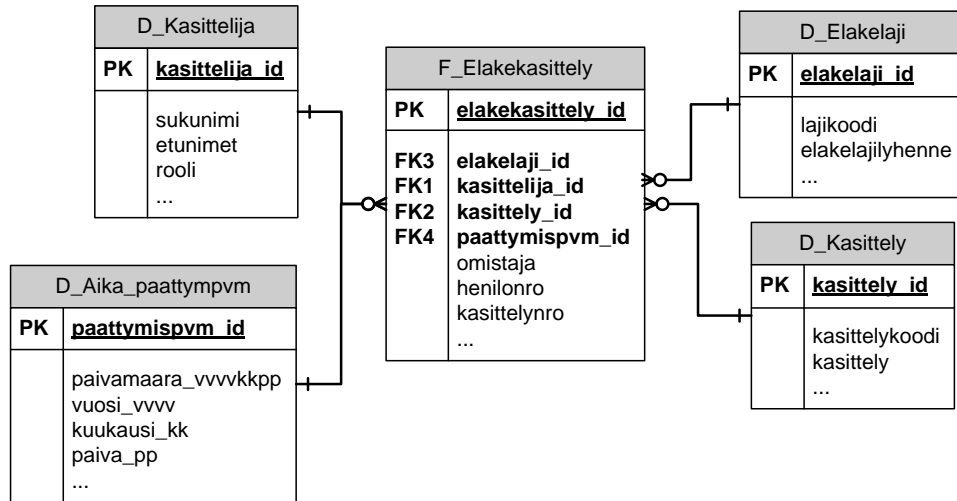 D_Kasittelija
PK kasittelija_id
sukunimi
etunimet
rooli
...
D_Aika_paattympvm
PK paattymispvm_id
paivamaara_vvvvkkpp
vuosi_vvvv
kuukausi_kk
paiva_pp
...
F_Elakekasittely
PK elakekasittely_id
FK3 elakelaji_id
FK1 kasittelija_id
FK2 kasittely_id
FK4 paattymispvm_id
omistaja
henilonro
kasittelynro
...
D_Elakelaji
PK elakelaji_id
lajikoodi
elakelajilyhenne
...
D_Kasittely
PK kasittely_id
kasittelykoodi
kasittely
...